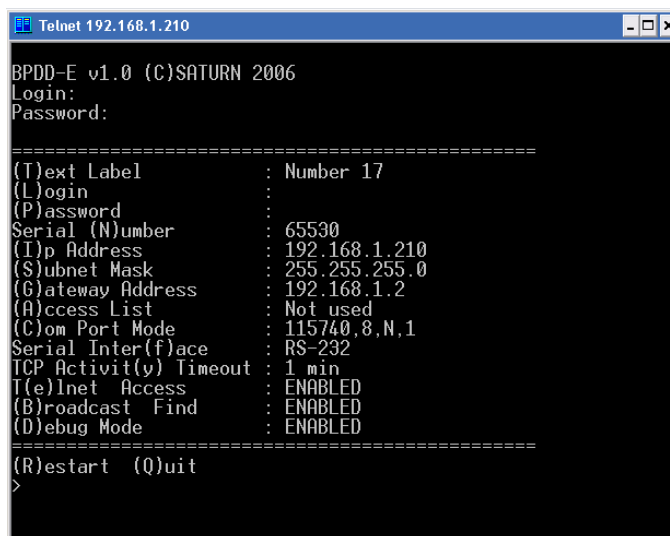 Telnet 192.168.1.210
BPDD-E v1.0 (C)SATURN 2006
Login:
Password:
================================================
(T)ext Label : Number 17
(L)ogin :
(P)assword :
Serial (N)umber : 65530
(I)p Address : 192.168.1.210
(S)ubnet Mask : 255.255.255.0
(G)ateway Address : 192.168.1.2
(A)ccess List : Not used
(C)om Port Mode : 115740,8,N,1
Serial Inter(f)ace : RS-232
TCP Activit(y) Timeout : 1 min
T(e)lnet Access : ENABLED
(B)roadcast Find : ENABLED
(D)ebug Mode : ENABLED
================================================
(R)estart (Q)uit
>